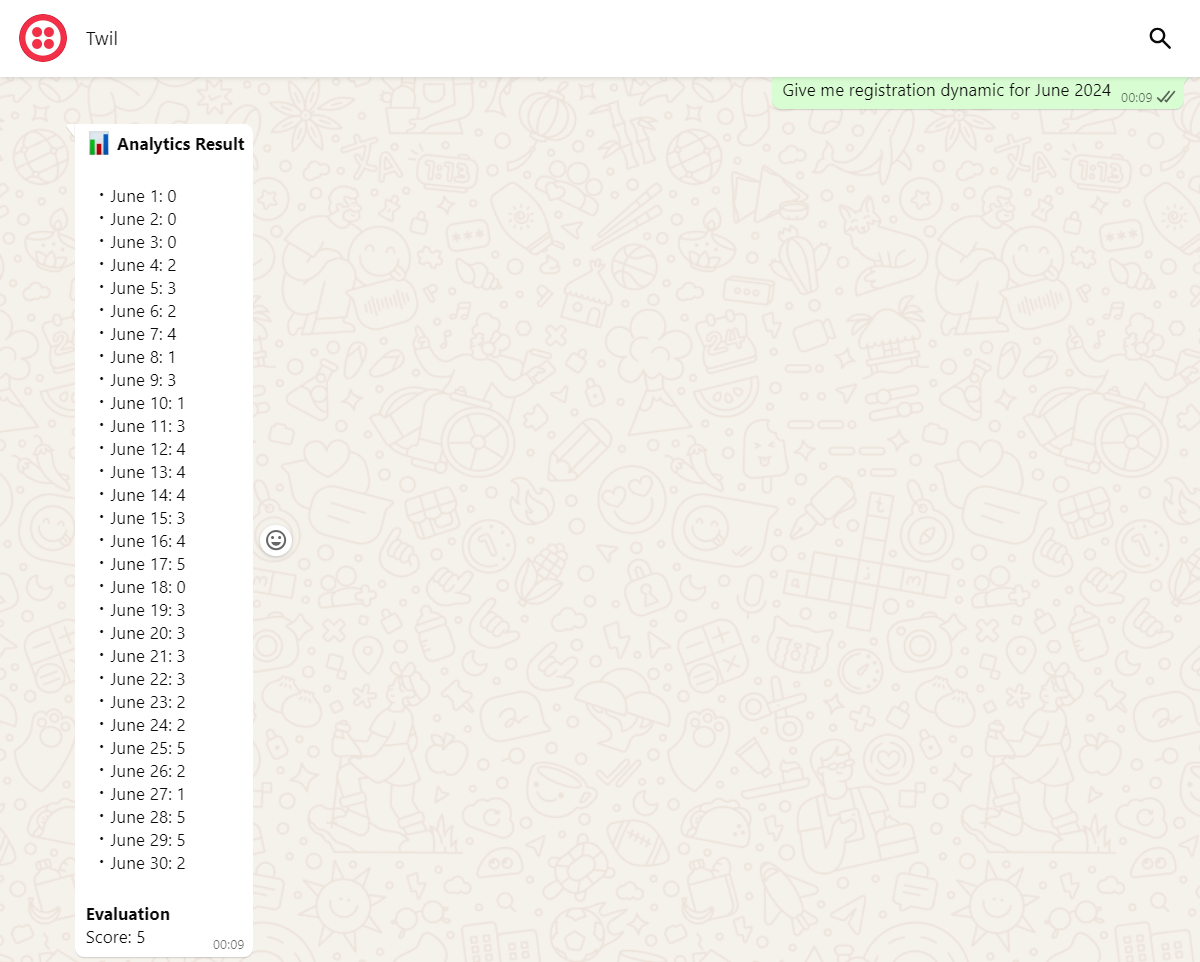 Twil
Give me registration dynamic for June 2024 00:09
📊 Analytics Result
• June 1: 0
• June 2: 0
• June 3: 0
• June 4: 2
• June 5: 3
• June 6: 2
• June 7: 4
• June 8: 1
• June 9: 3
• June 10: 1
• June 11: 3
• June 12: 4
• June 13: 4
• June 14: 4
• June 15: 3
• June 16: 4
• June 17: 5
• June 18: 0
• June 19: 3
• June 20: 3
• June 21: 3
• June 22: 3
• June 23: 2
• June 24: 2
• June 25: 5
• June 26: 2
• June 27: 1
• June 28: 5
• June 29: 5
• June 30: 2
Evaluation
Score: 5 00:09